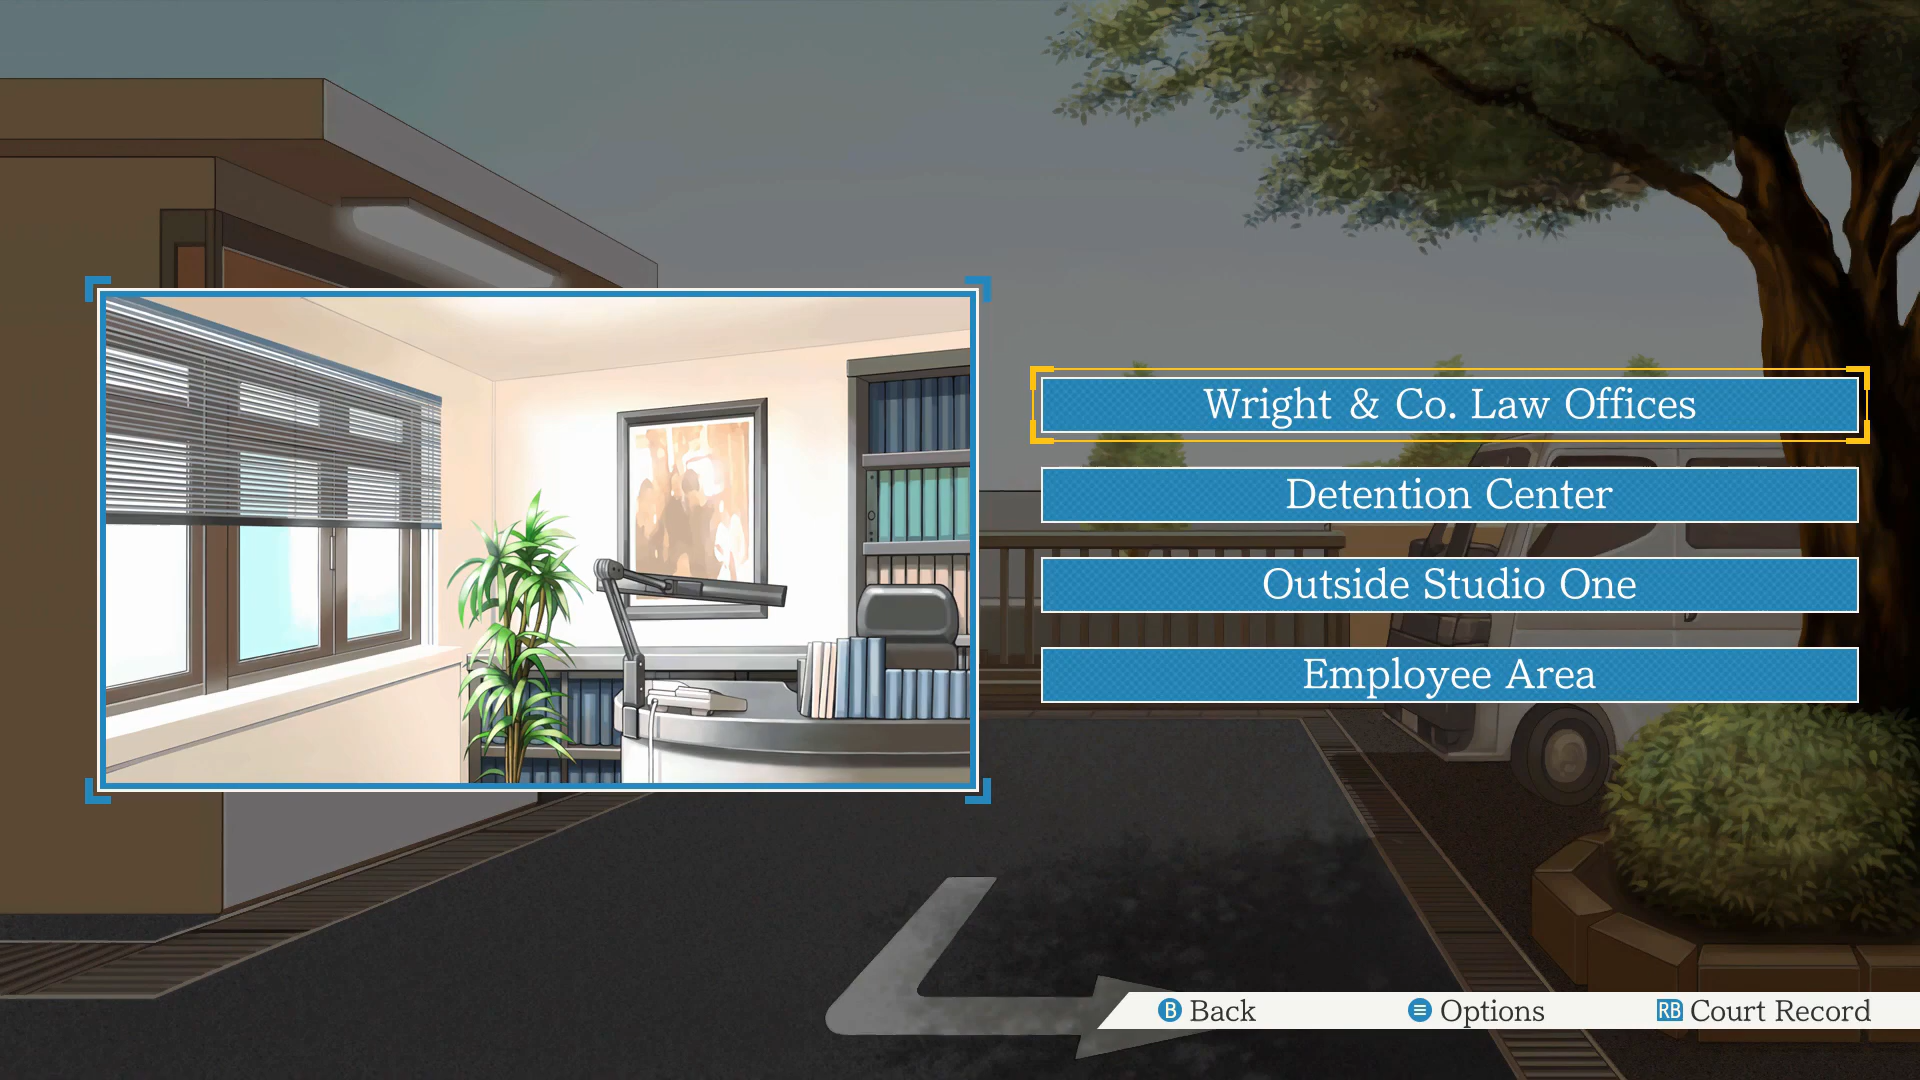 Wright & Co. Law Offices
Detention Center
Outside Studio One
Employee Area
B Back
Options
RB Court Record